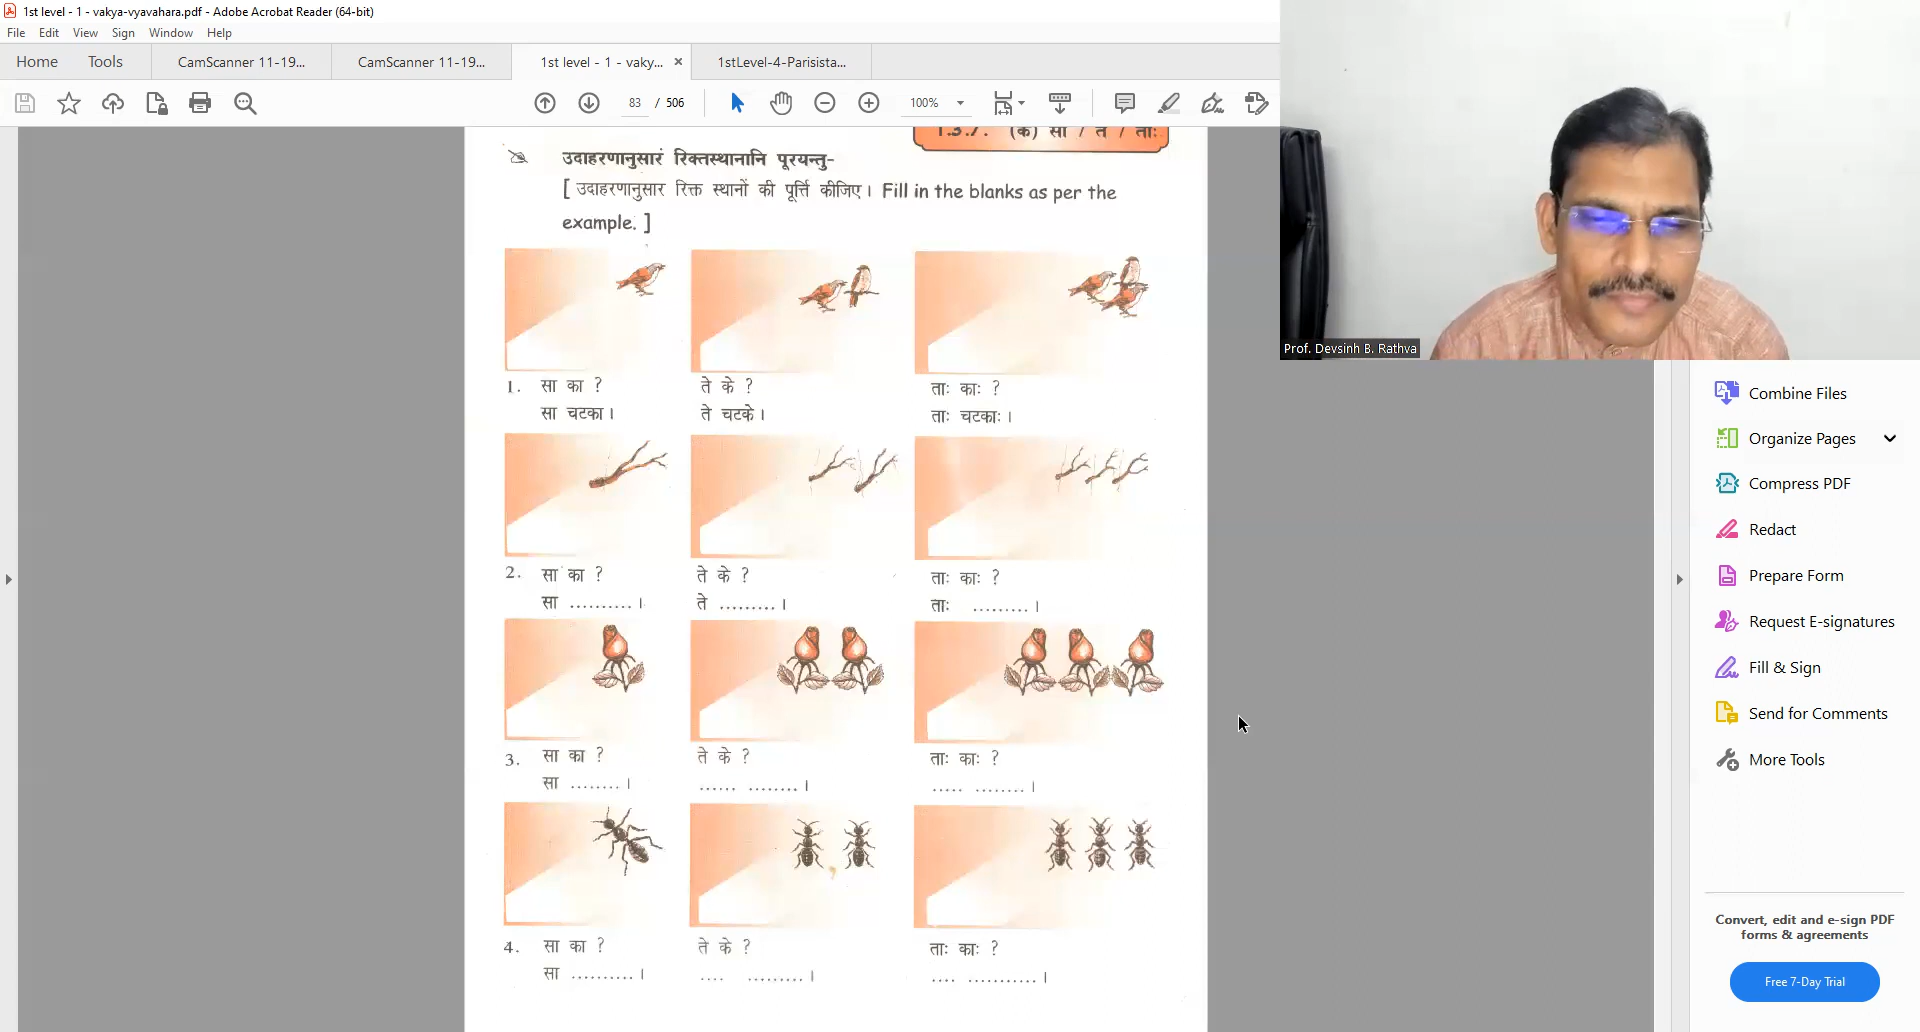 1st level - 1 - vakya-vyavahara.pdf - Adobe Acrobat Reader (64-bit)
File Edit View Sign Window Help
Home Tools CamScanner 11-19... CamScanner 11-19... 1st level - 1 - vaky... × 1stLevel-4-Parisista...
83 / 506 100%
1.3.7. (क) सा / ते / ताः
उदाहरणानुसारं रिक्तस्थानानि पूरयन्तु-
[ उदाहरणानुसार रिक्त स्थानों की पूर्त्ति कीजिए । Fill in the blanks as per the
example. ]
1. सा का ? ते के ? ताः काः ?
सा चटका । ते चटके । ताः चटकाः ।
2. सा का ? ते के ? ताः काः ?
सा .......... । ते ......... । ताः ......... ।
3. सा का ? ते के ? ताः काः ?
सा ........ । ...... ........ । ..... ........ ।
4. सा का ? ते के ? ताः काः ?
सा .......... । .... ......... । .... ........... ।
Prof. Devsinh B. Rathva
Combine Files
Organize Pages
Compress PDF
Redact
Prepare Form
Request E-signatures
Fill & Sign
Send for Comments
More Tools
Convert, edit and e-sign PDF
forms & agreements
Free 7-Day Trial